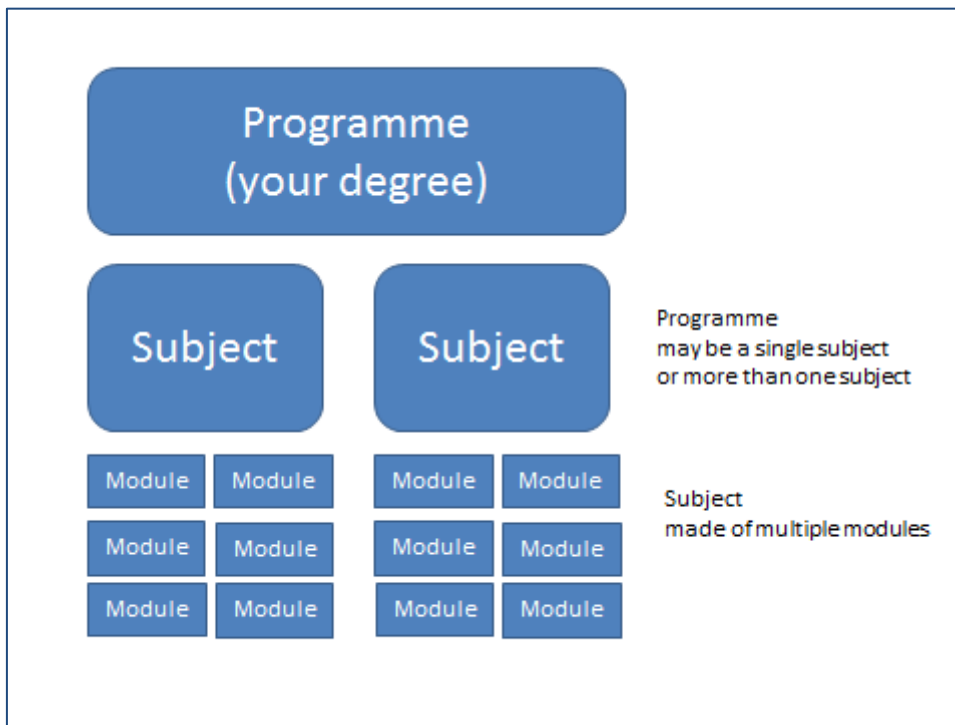 Programme
(your degree)
Subject
Subject
Programme
may be a single subject
or more than one subject
Module
Module
Module
Module
Module
Module
Module
Module
Module
Module
Module
Module
Subject
made of multiple modules